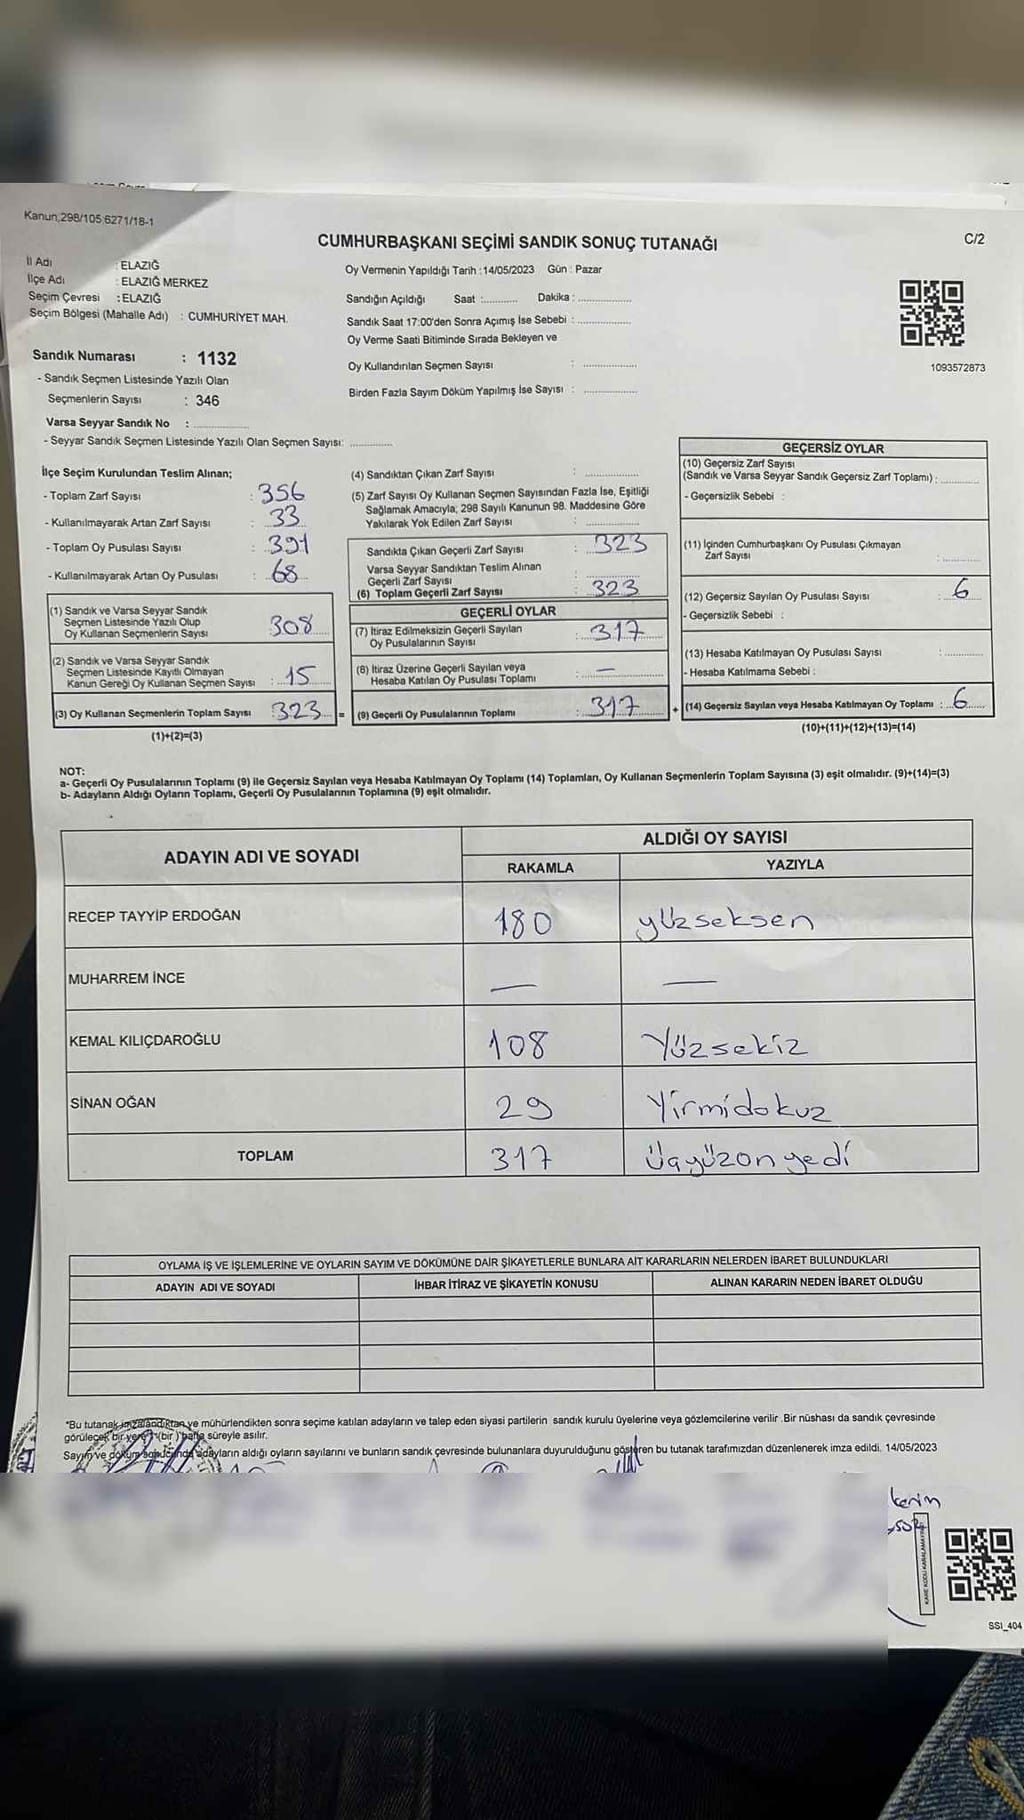 Kanun,298/105,6271/18-1
CUMHURBAŞKANI SEÇİMİ SANDIK SONUÇ TUTANAĞI
C/2
İl Adı : ELAZIĞ
İlçe Adı : ELAZIĞ MERKEZ
Seçim Çevresi : ELAZIĞ
Seçim Bölgesi (Mahalle Adı) : CUMHURİYET MAH.
Sandık Numarası : 1132
- Sandık Seçmen Listesinde Yazılı Olan
Seçmenlerin Sayısı : 346
Varsa Seyyar Sandık No : ...............
- Seyyar Sandık Seçmen Listesinde Yazılı Olan Seçmen Sayısı: ...........
Oy Vermenin Yapıldığı Tarih :14/05/2023 Gün : Pazar
Sandığın Açıldığı Saat :........... Dakika : ...............
Sandık Saat 17:00'den Sonra Açımış İse Sebebi : ...............
Oy Verme Saati Bitiminde Sırada Bekleyen ve
Oy Kullandırılan Seçmen Sayısı : ...............
Birden Fazla Sayım Döküm Yapılmış İse Sayısı : ...............
1093572873
İlçe Seçim Kurulundan Teslim Alınan;
- Toplam Zarf Sayısı : 356
- Kullanılmayarak Artan Zarf Sayısı : 33
- Toplam Oy Pusulası Sayısı : 391
- Kullanılmayarak Artan Oy Pusulası : 68
(1) Sandık ve Varsa Seyyar Sandık
Seçmen Listesinde Yazılı Olup
Oy Kullanan Seçmenlerin Sayısı : 308
(2) Sandık ve Varsa Seyyar Sandık
Seçmen Listesinde Kayıtlı Olmayan
Kanun Gereği Oy Kullanan Seçmen Sayısı : 15
(3) Oy Kullanan Seçmenlerin Toplam Sayısı : 323 =
(1)+(2)=(3)
(4) Sandıktan Çıkan Zarf Sayısı : ...............
(5) Zarf Sayısı Oy Kullanan Seçmen Sayısından Fazla İse, Eşitliği
Sağlamak Amacıyla; 298 Sayılı Kanunun 98. Maddesine Göre
Yakılarak Yok Edilen Zarf Sayısı : ...............
Sandıkta Çıkan Geçerli Zarf Sayısı : 323
Varsa Seyyar Sandıktan Teslim Alınan
Geçerli Zarf Sayısı : ...............
(6) Toplam Geçerli Zarf Sayısı : 323
GEÇERLİ OYLAR
(7) İtiraz Edilmeksizin Geçerli Sayılan
Oy Pusulalarının Sayısı : 317
(8) İtiraz Üzerine Geçerli Sayılan veya
Hesaba Katılan Oy Pusulası Toplamı : —
(9) Geçerli Oy Pusulalarının Toplamı : 317 +
GEÇERSİZ OYLAR
(10) Geçersiz Zarf Sayısı
(Sandık ve Varsa Seyyar Sandık Geçersiz Zarf Toplamı) : ...........
- Geçersizlik Sebebi :
(11) İçinden Cumhurbaşkanı Oy Pusulası Çıkmayan
Zarf Sayısı : ...........
(12) Geçersiz Sayılan Oy Pusulası Sayısı : 6
- Geçersizlik Sebebi :
(13) Hesaba Katılmayan Oy Pusulası Sayısı : ...........
- Hesaba Katılmama Sebebi :
(14) Geçersiz Sayılan veya Hesaba Katılmayan Oy Toplamı : 6
(10)+(11)+(12)+(13)=(14)
NOT:
a- Geçerli Oy Pusulalarının Toplamı (9) ile Geçersiz Sayılan veya Hesaba Katılmayan Oy Toplamı (14) Toplamları, Oy Kullanan Seçmenlerin Toplam Sayısına (3) eşit olmalıdır. (9)+(14)=(3)
b- Adayların Aldığı Oyların Toplamı, Geçerli Oy Pusulalarının Toplamına (9) eşit olmalıdır.
ADAYIN ADI VE SOYADI
ALDIĞI OY SAYISI
RAKAMLA YAZIYLA
RECEP TAYYİP ERDOĞAN 180 yüzseksen
MUHARREM İNCE — —
KEMAL KILIÇDAROĞLU 108 Yüzsekiz
SİNAN OĞAN 29 Yirmidokuz
TOPLAM 317 Üçyüzonyedi
OYLAMA İŞ VE İŞLEMLERİNE VE OYLARIN SAYIM VE DÖKÜMÜNE DAİR ŞİKAYETLERLE BUNLARA AİT KARARLARIN NELERDEN İBARET BULUNDUKLARI
ADAYIN ADI VE SOYADI İHBAR İTİRAZ VE ŞİKAYETİN KONUSU ALINAN KARARIN NEDEN İBARET OLDUĞU
*Bu tutanak imzalandıktan ve mühürlendikten sonra seçime katılan adayların ve talep eden siyasi partilerin sandık kurulu üyelerine veya gözlemcilerine verilir .Bir nüshası da sandık çevresinde
görülecek bir yere 1(bir ) hafta süreyle asılır.
Sayım ve döküm sonucunda adayların aldığı oyların sayılarını ve bunların sandık çevresinde bulunanlara duyurulduğunu gösteren bu tutanak tarafımızdan düzenlenerek imza edildi. 14/05/2023
kerim
SSI_404